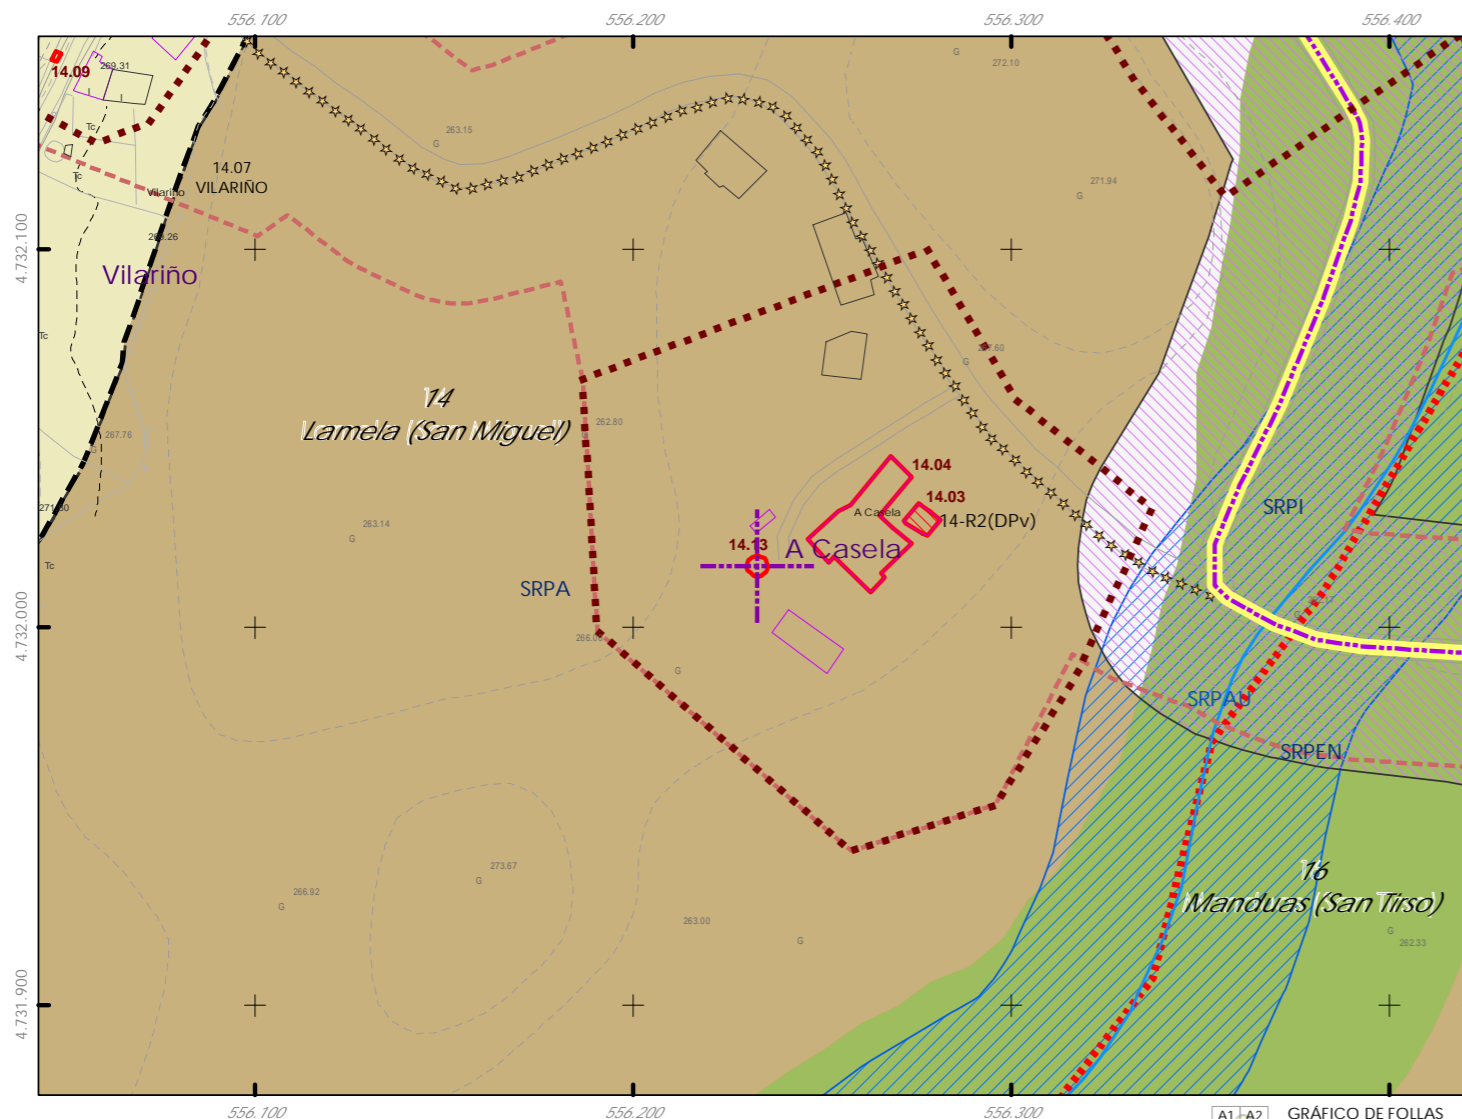 556.100
556.200
556.300
556.400
14.09
269.31
I
I
Tc
Tc
14.07
VILARIÑO
Vilariño
263.15
G
G
272.10
271.94
G
4.732.100
Vilariño
Tc
267.60
G
14
Lamela (San Miguel)
262.80
267.76
G
14.04
14.03
A Casela
14-R2(DPv)
SRPI
263.14
G
14.13
A Casela
Tc
SRPA
4.732.000
G
G
SRPAU
SRPEN
273.67
G
266.92
G
263.00
G
16
Manduas (San Tirso)
G
262.33
4.731.900
556.100
556.200
556.300
A1 A2
GRÁFICO DE FOLLAS